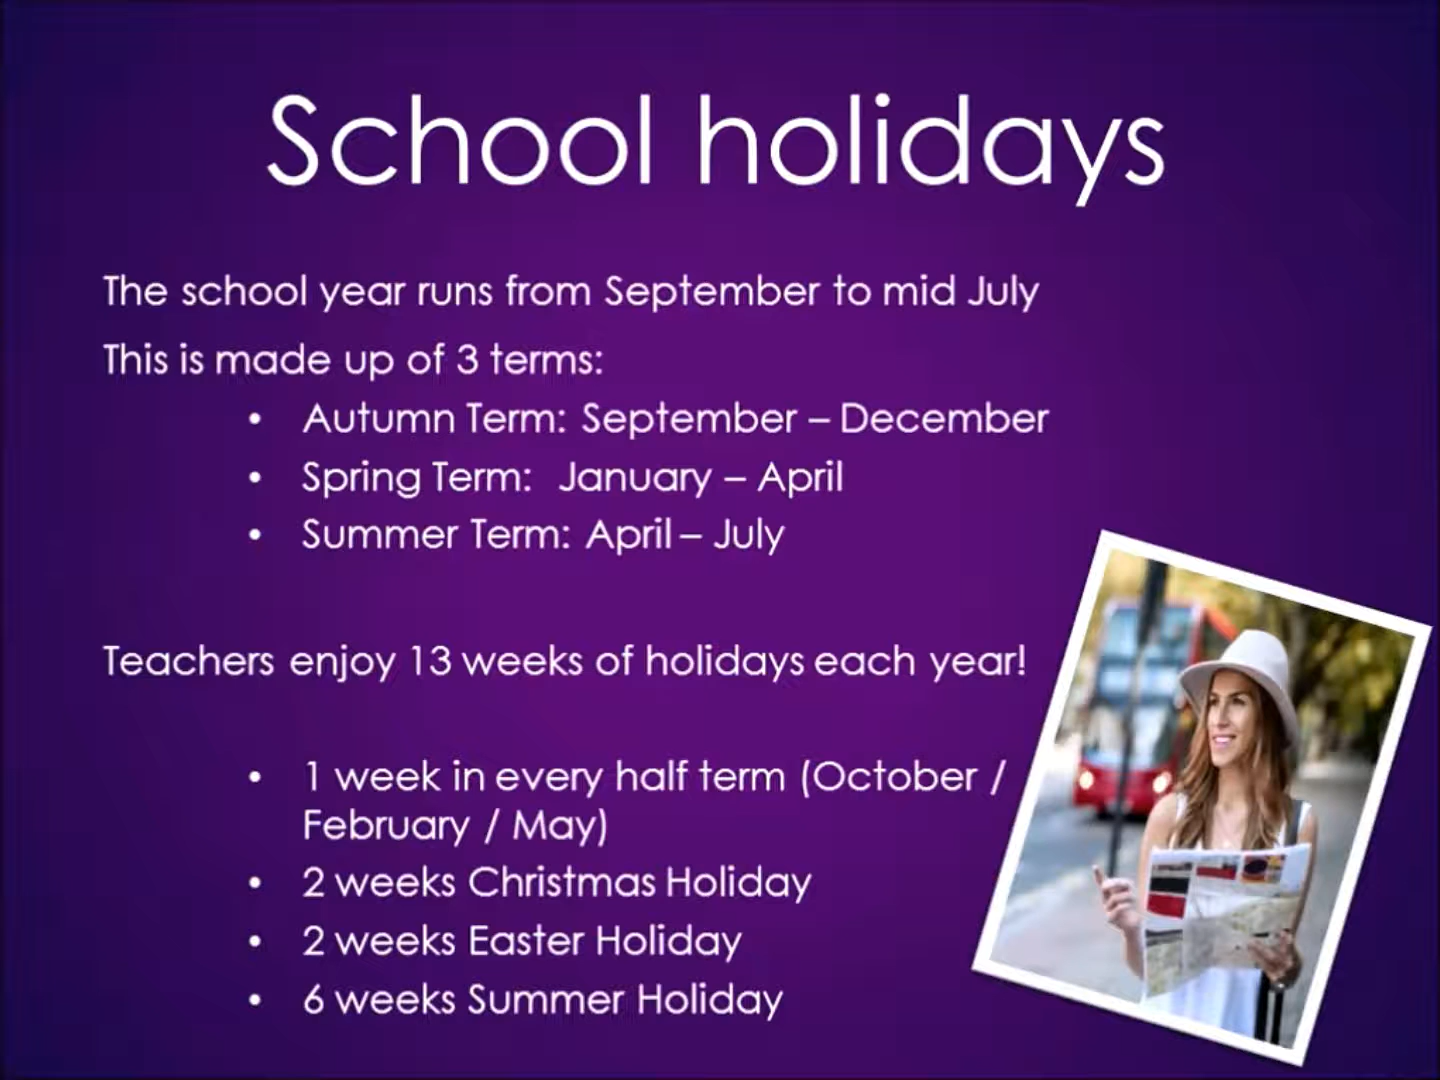 School holidays
The school year runs from September to mid July
This is made up of 3 terms:
• Autumn Term: September – December
• Spring Term: January – April
• Summer Term: April – July
Teachers enjoy 13 weeks of holidays each year!
• 1 week in every half term (October /
February / May)
• 2 weeks Christmas Holiday
• 2 weeks Easter Holiday
• 6 weeks Summer Holiday